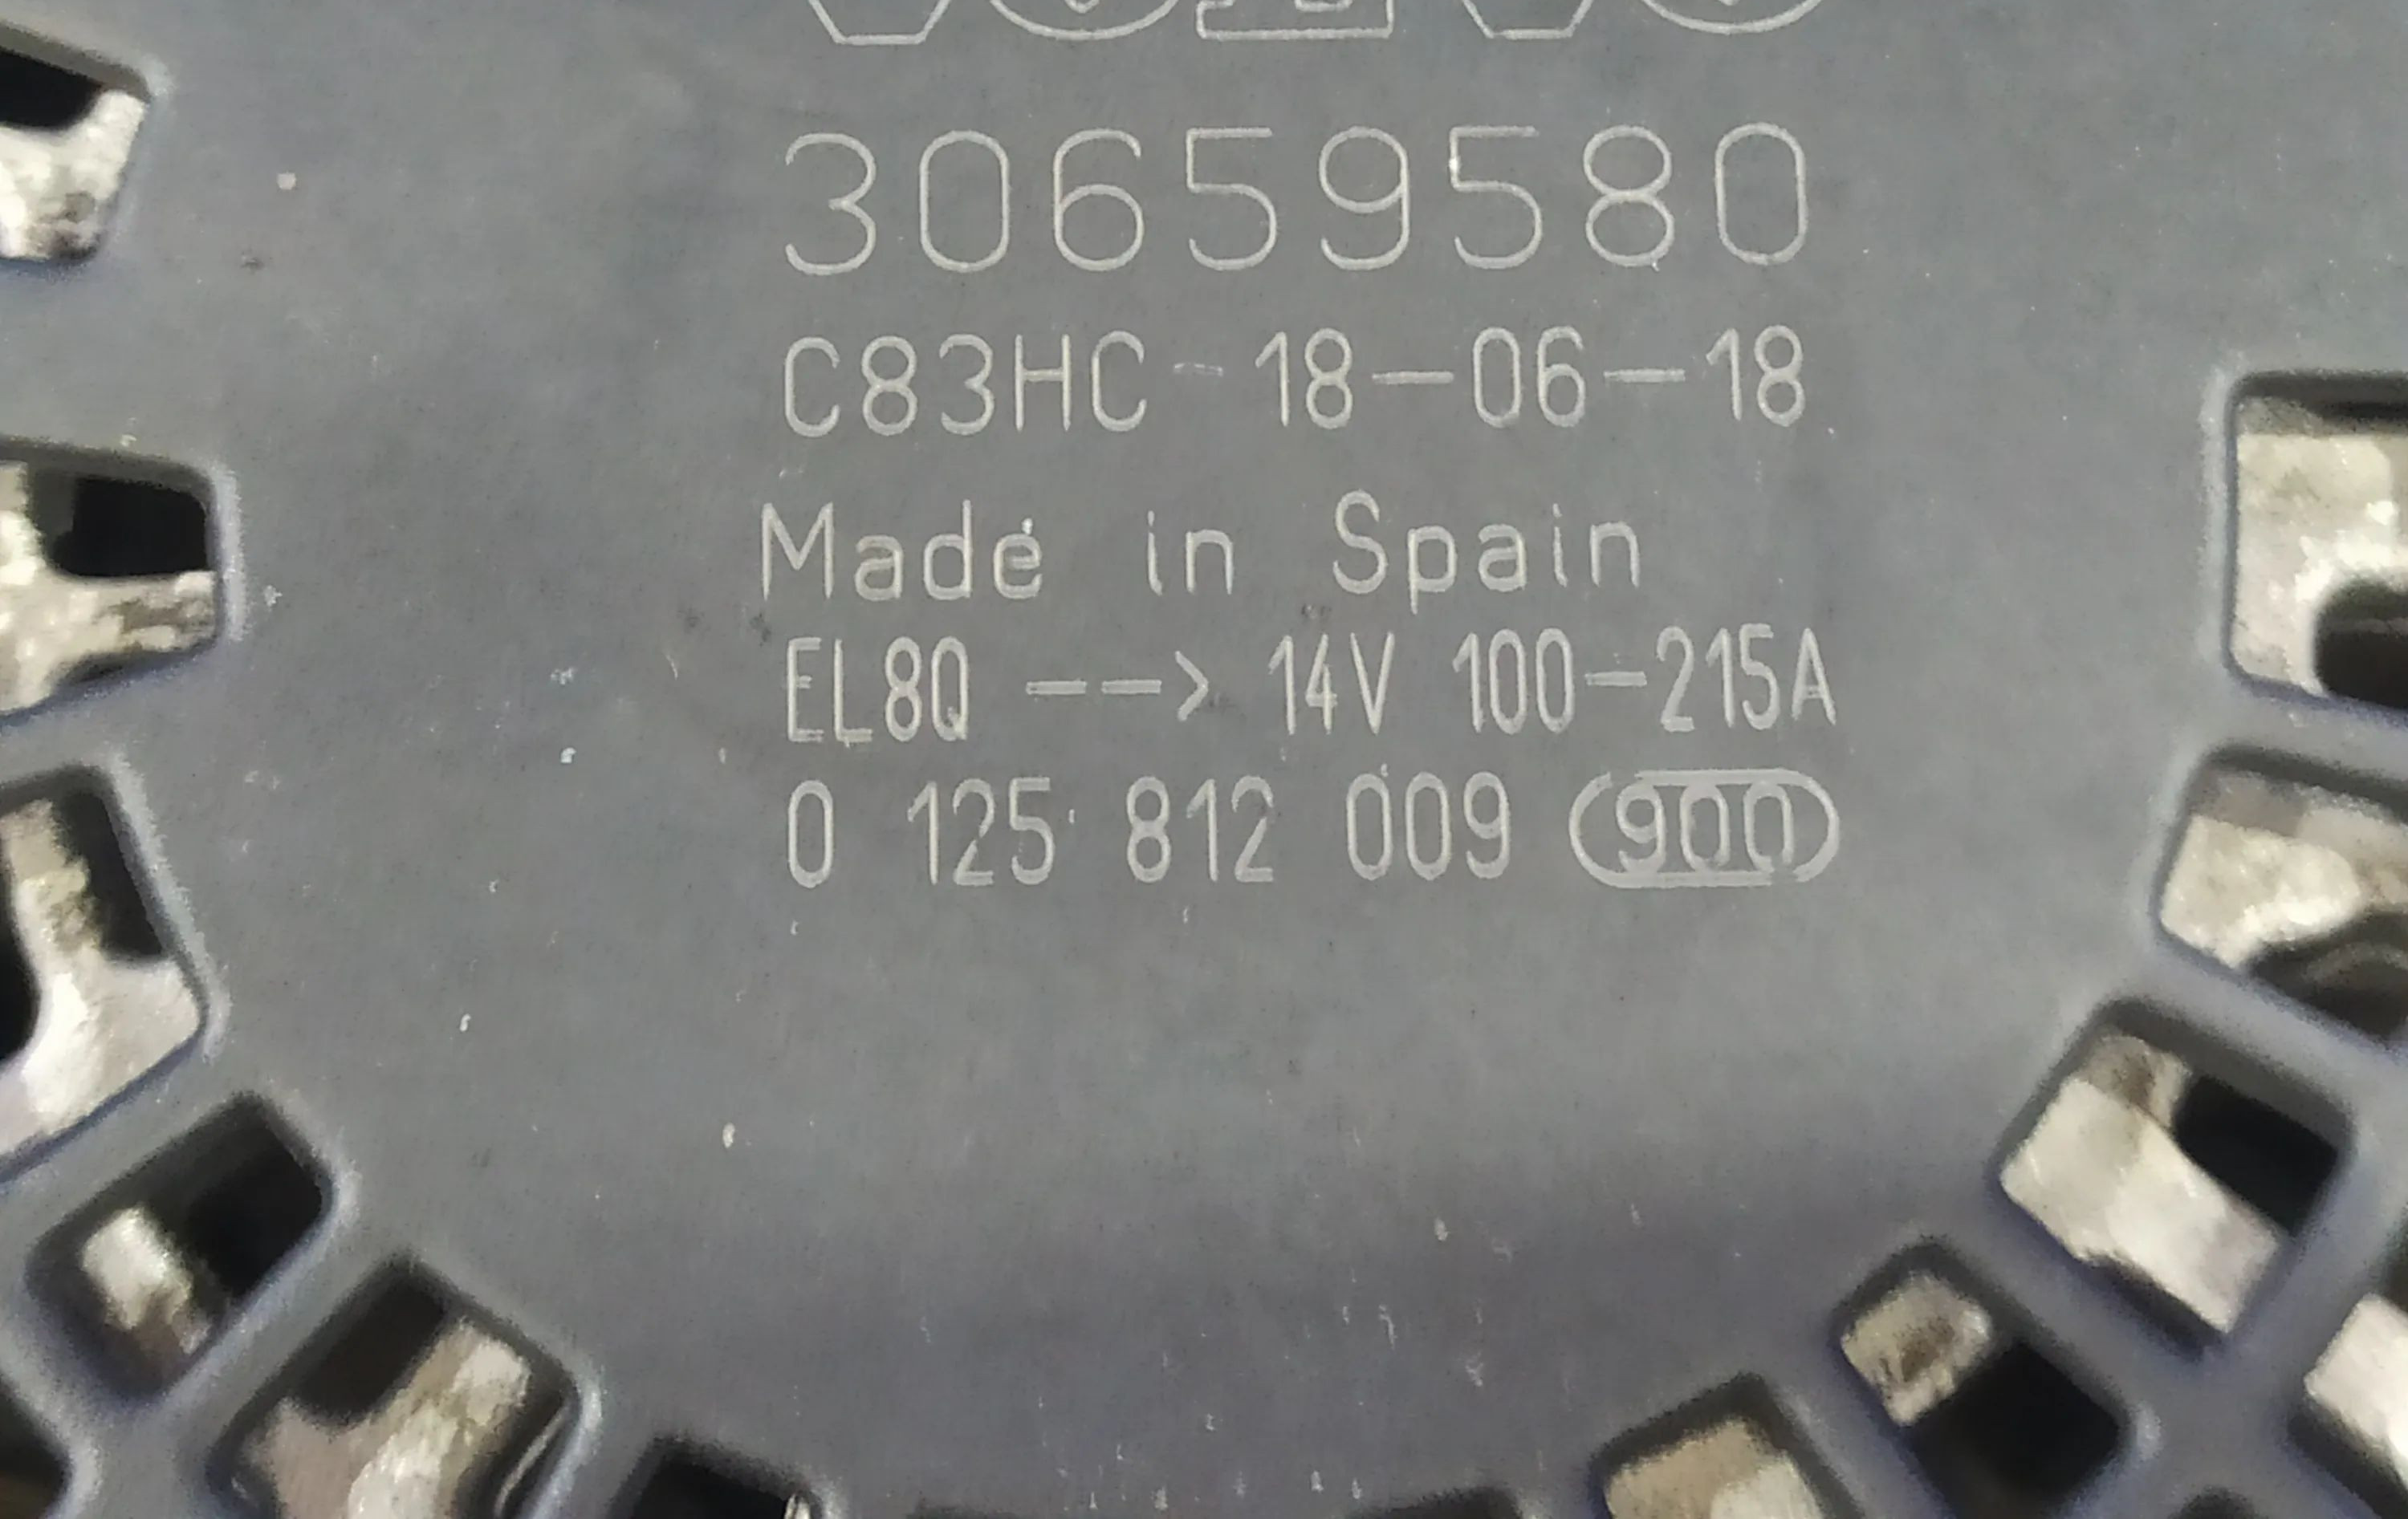 30659580
C83HC-18-06-18
Made in Spain
EL8Q --> 14V 100-215A
0 125 812 009 900